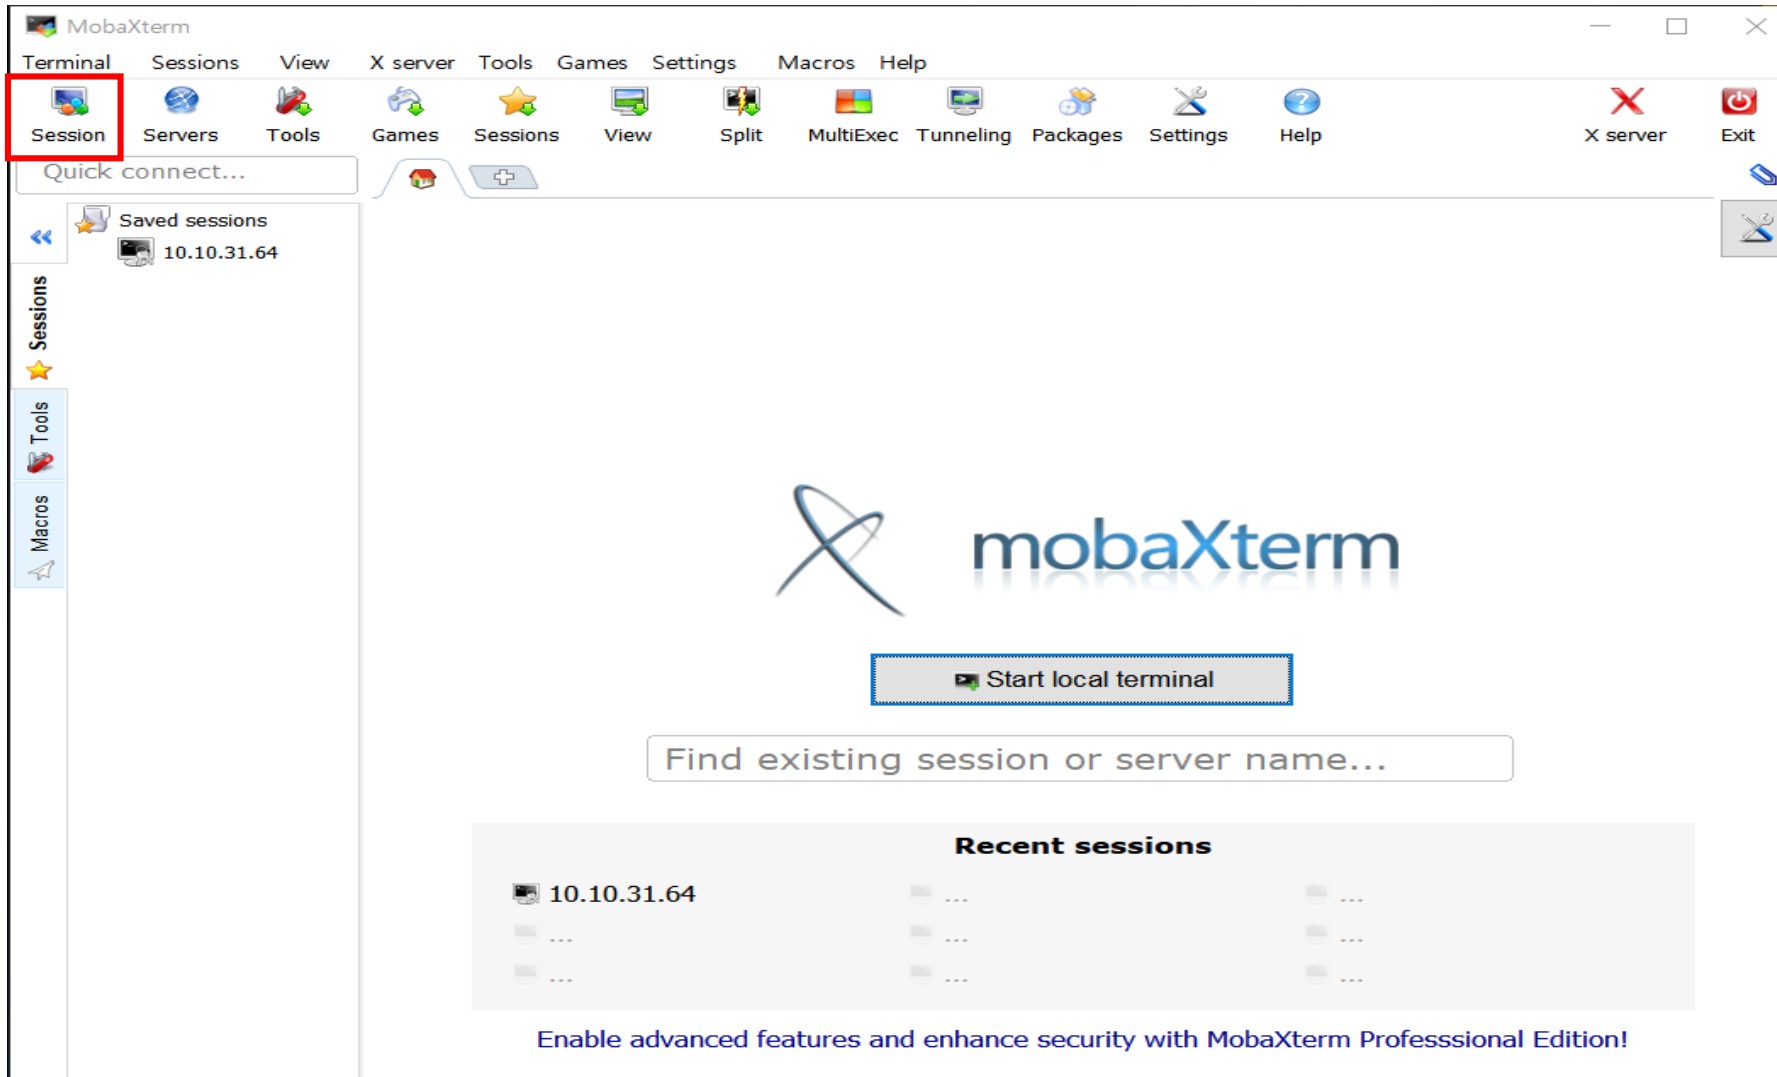 MobaXterm
Terminal Sessions View X server Tools Games Settings Macros Help
Session Servers Tools Games Sessions View Split MultiExec Tunneling Packages Settings Help X server Exit
Quick connect...
Saved sessions
10.10.31.64
Sessions
Tools
Macros
mobaXterm
Start local terminal
Find existing session or server name...
Recent sessions
10.10.31.64 ... ...
... ... ...
... ... ...
Enable advanced features and enhance security with MobaXterm Professsional Edition!